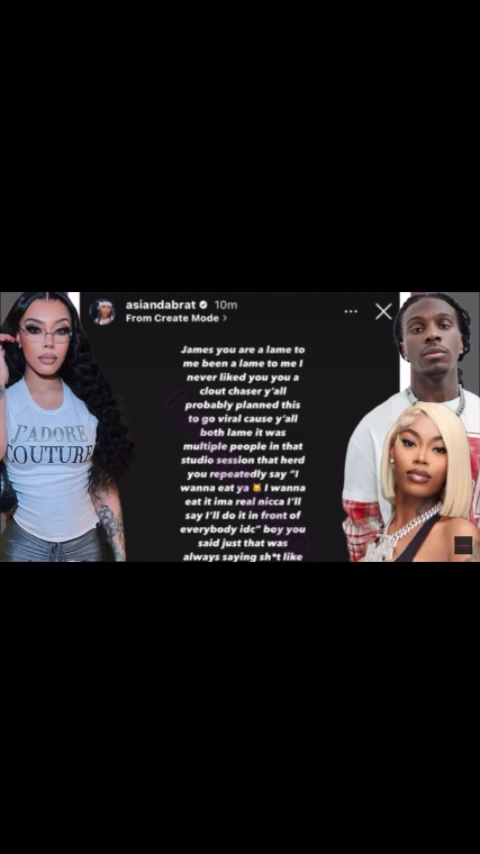 asiandabrat 10m
From Create Mode >
James you are a lame to
me been a lame to me I
never liked you you a
clout chaser y'all
probably planned this
to go viral cause y'all
both lame it was
multiple people in that
studio session that herd
you repeatedly say "I
wanna eat ya 🐱 I wanna
eat it ima real nicca I'll
say I'll do it in front of
everybody idc" boy you
said just that was
always saying sh*t like
J'ADORE
COUTURE